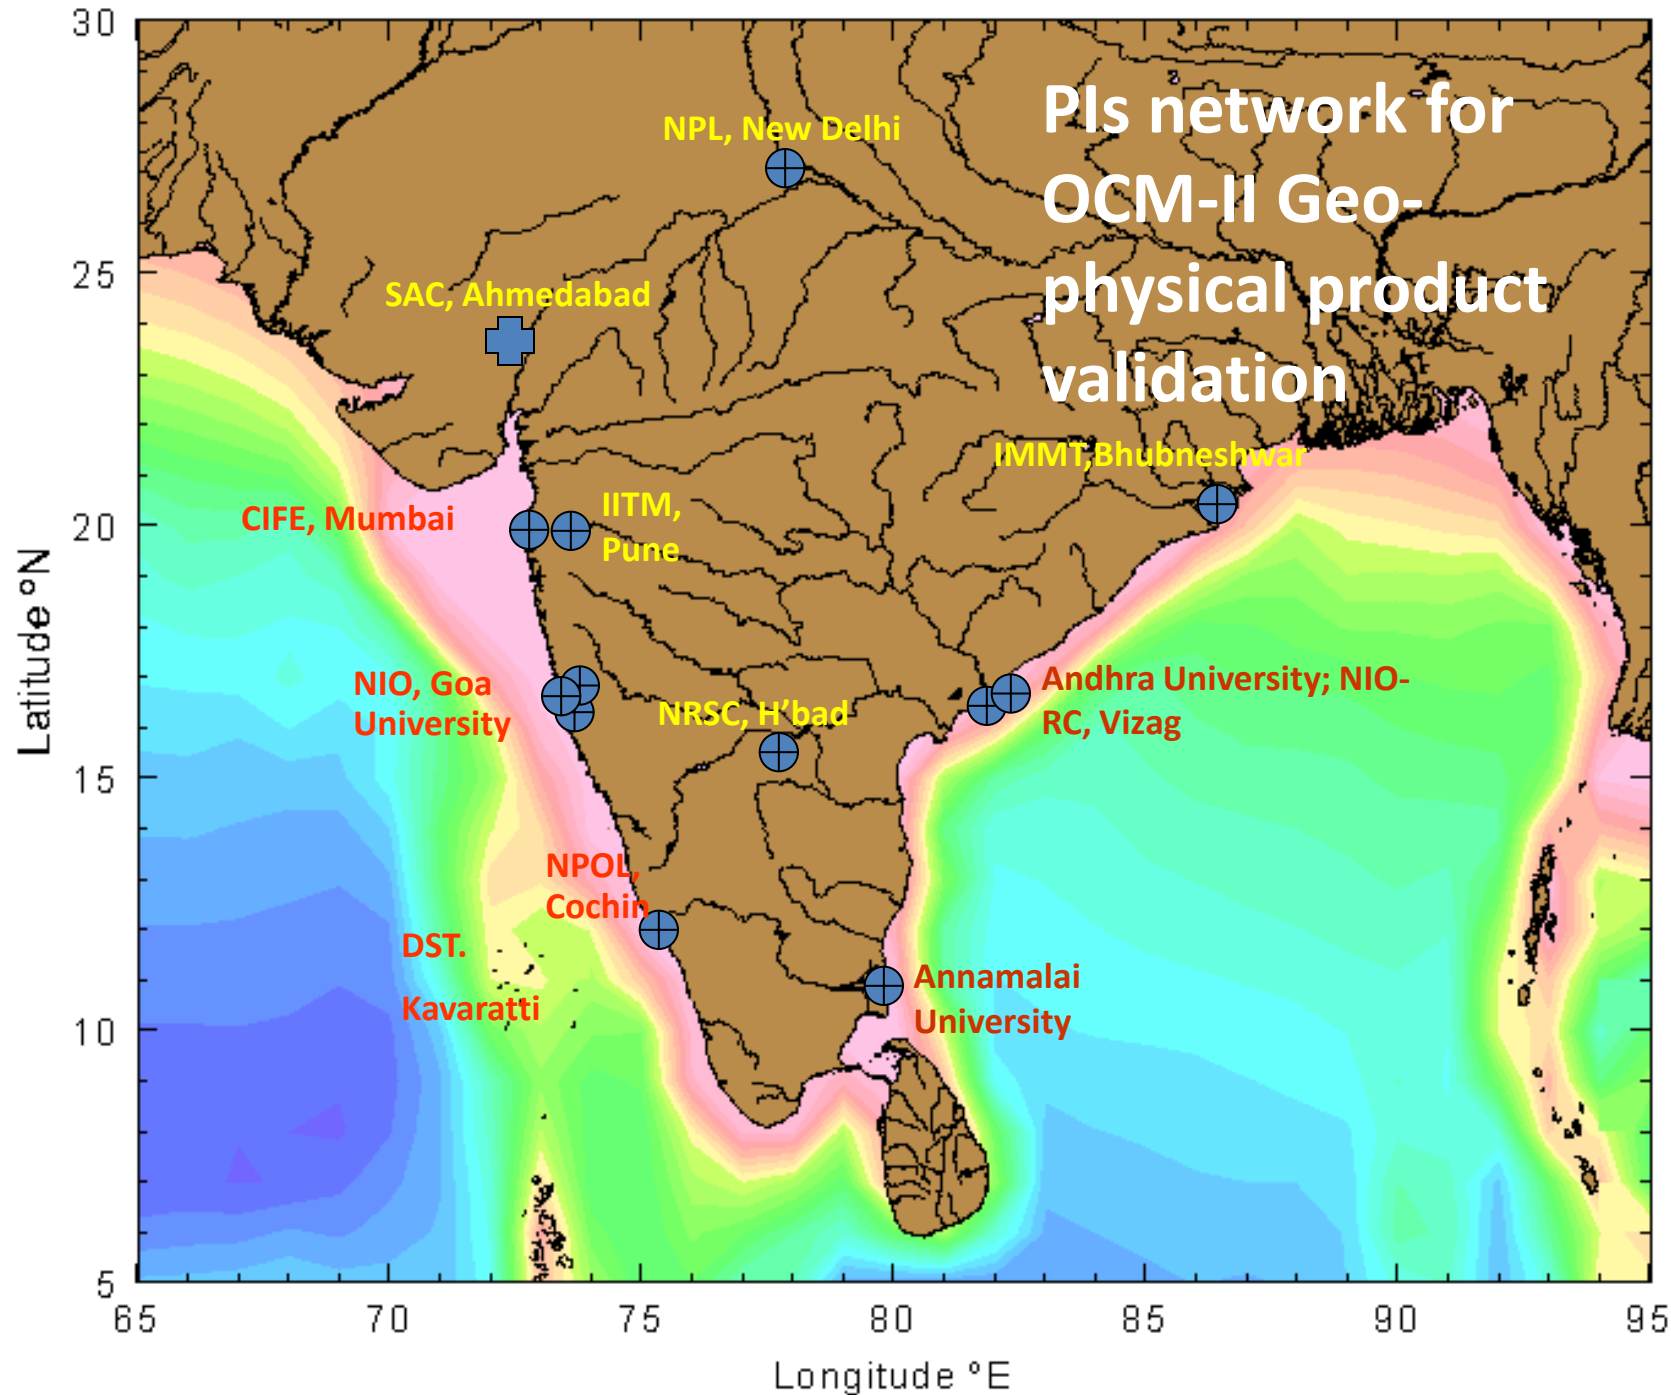 PIs network for
OCM-II Geo-
physical product
validation
NPL, New Delhi
SAC, Ahmedabad
IMMT,Bhubneshwar
CIFE, Mumbai
IITM,
Pune
NIO, Goa
University
NRSC, H’bad
Andhra University; NIO-
RC, Vizag
NPOL,
Cochin
DST.
Kavaratti
Annamalai
University
30
25
20
15
10
5
Latitude ºN
65
70
75
80
85
90
95
Longitude ºE